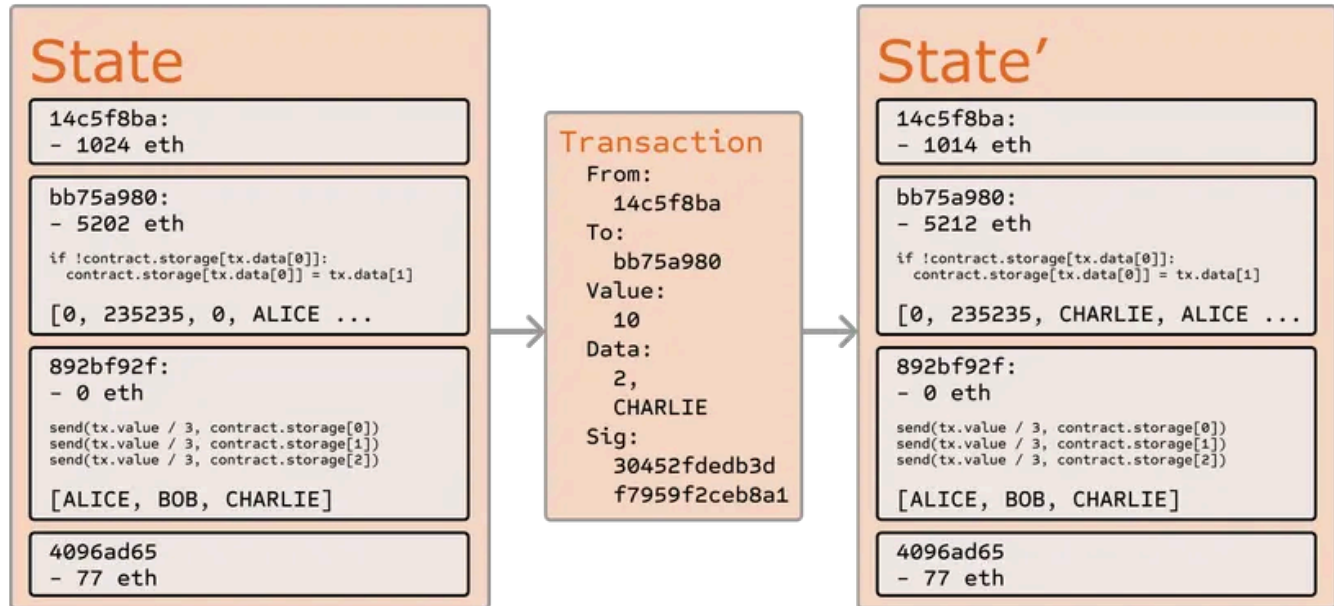 State
14c5f8ba:
- 1024 eth
bb75a980:
- 5202 eth
if !contract.storage[tx.data[0]]:
contract.storage[tx.data[0]] = tx.data[1]
[0, 235235, 0, ALICE ...
892bf92f:
- 0 eth
send(tx.value / 3, contract.storage[0])
send(tx.value / 3, contract.storage[1])
send(tx.value / 3, contract.storage[2])
[ALICE, BOB, CHARLIE]
4096ad65
- 77 eth
Transaction
From:
14c5f8ba
To:
bb75a980
Value:
10
Data:
2,
CHARLIE
Sig:
30452fdedb3d
f7959f2ceb8a1
State′
14c5f8ba:
- 1014 eth
bb75a980:
- 5212 eth
if !contract.storage[tx.data[0]]:
contract.storage[tx.data[0]] = tx.data[1]
[0, 235235, CHARLIE, ALICE ...
892bf92f:
- 0 eth
send(tx.value / 3, contract.storage[0])
send(tx.value / 3, contract.storage[1])
send(tx.value / 3, contract.storage[2])
[ALICE, BOB, CHARLIE]
4096ad65
- 77 eth